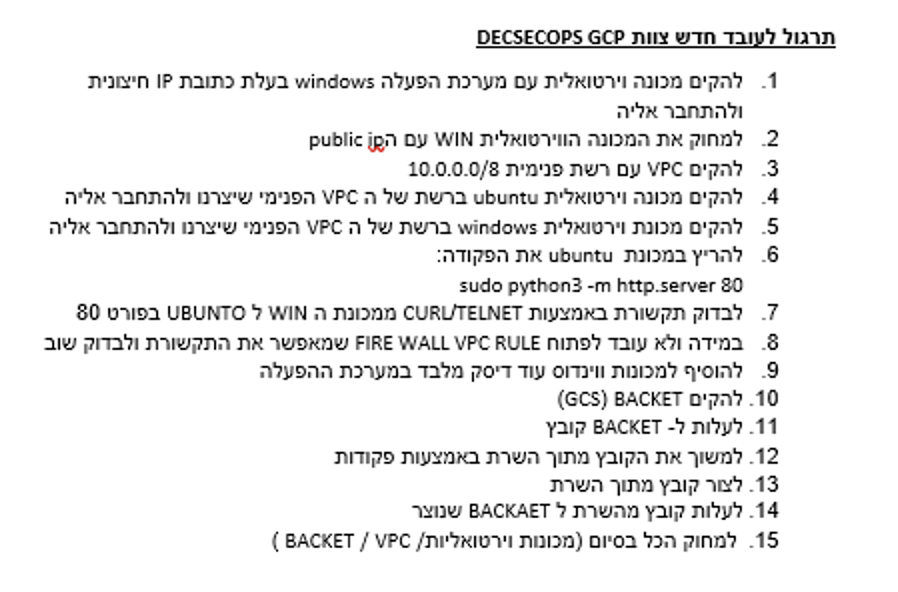 תרגול לעובד חדש צוות DECSECOPS GCP
1. להקים מכונה וירטואלית עם מערכת הפעלה windows בעלת כתובת IP חיצונית
ולהתחבר אליה
2. למחוק את המכונה הווירטואלית WIN עם הpublic ip
3. להקים VPC עם רשת פנימית 10.0.0.0/8
4. להקים מכונה וירטואלית ubuntu ברשת של ה VPC הפנימי שיצרנו ולהתחבר אליה
5. להקים מכונת וירטואלית windows ברשת של ה VPC הפנימי שיצרנו ולהתחבר אליה
6. להריץ במכונת ubuntu את הפקודה:
sudo python3 -m http.server 80
7. לבדוק תקשורת באמצעות CURL/TELNET ממכונת ה WIN ל UBUNTO בפורט 80
8. במידה ולא עובד לפתוח FIRE WALL VPC RULE שמאפשר את התקשורת ולבדוק שוב
9. להוסיף למכונות ווינדוס עוד דיסק מלבד במערכת ההפעלה
10. להקים BACKET (GCS)
11. לעלות ל- BACKET קובץ
12. למשוך את הקובץ מתוך השרת באמצעות פקודות
13. לצור קובץ מתוך השרת
14. לעלות קובץ מהשרת ל BACKAET שנוצר
15. למחוק הכל בסיום (מכונות וירטואליות/ BACKET / VPC )